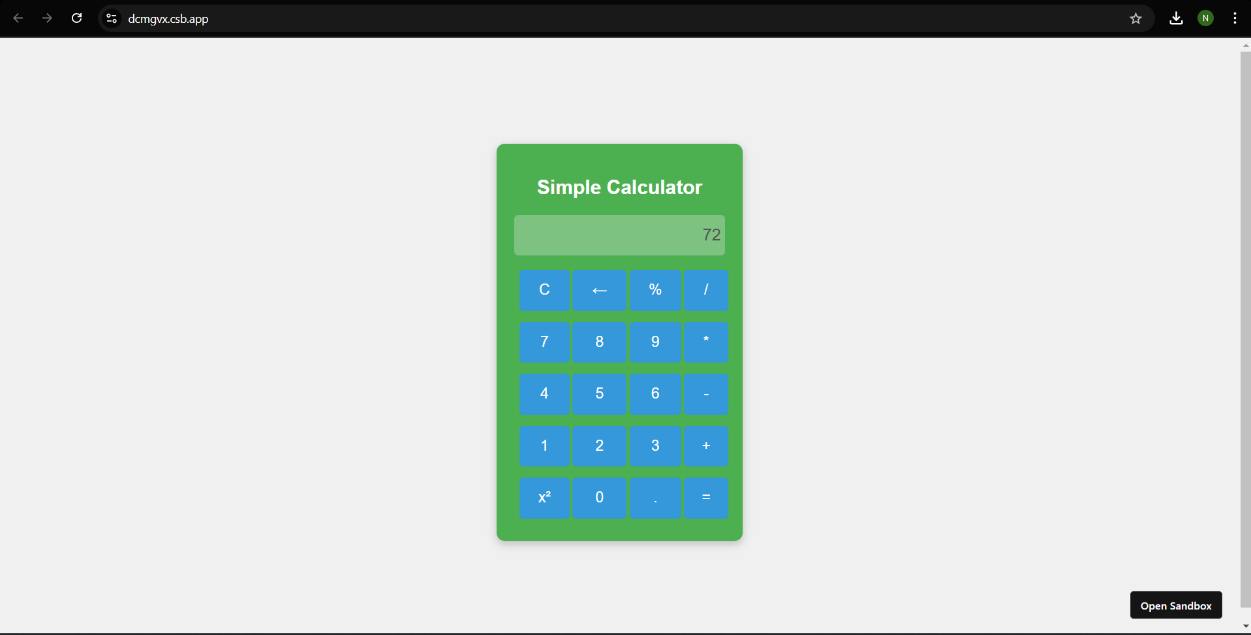 dcmgvx.csb.app
N
Simple Calculator
72
C ← % /
7 8 9 *
4 5 6 -
1 2 3 +
x² 0 . =
Open Sandbox